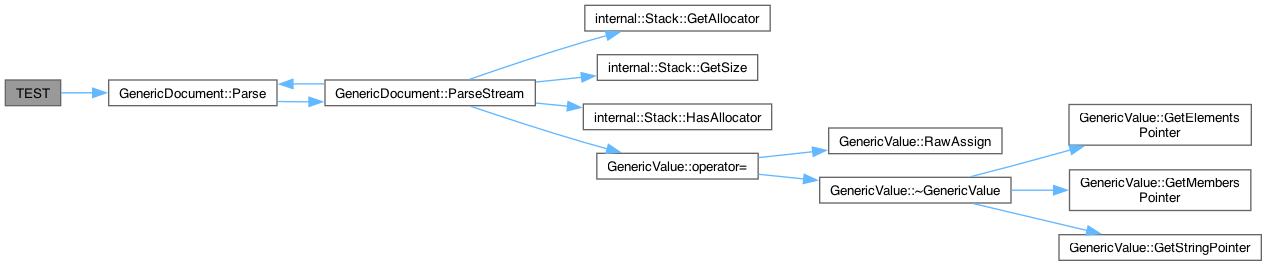 TEST
GenericDocument::Parse
GenericDocument::ParseStream
internal::Stack::GetAllocator
internal::Stack::GetSize
internal::Stack::HasAllocator
GenericValue::operator=
GenericValue::RawAssign
GenericValue::~GenericValue
GenericValue::GetElements
Pointer
GenericValue::GetMembers
Pointer
GenericValue::GetStringPointer